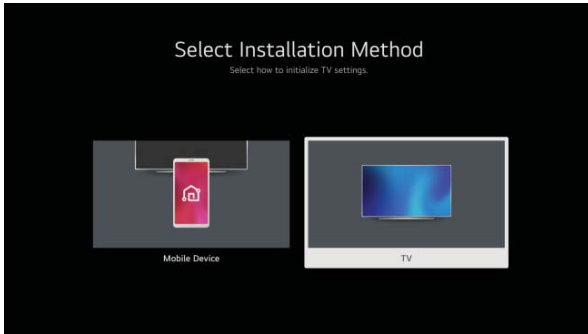 Select Installation Method
Select how to initialize TV settings.
Mobile Device
TV